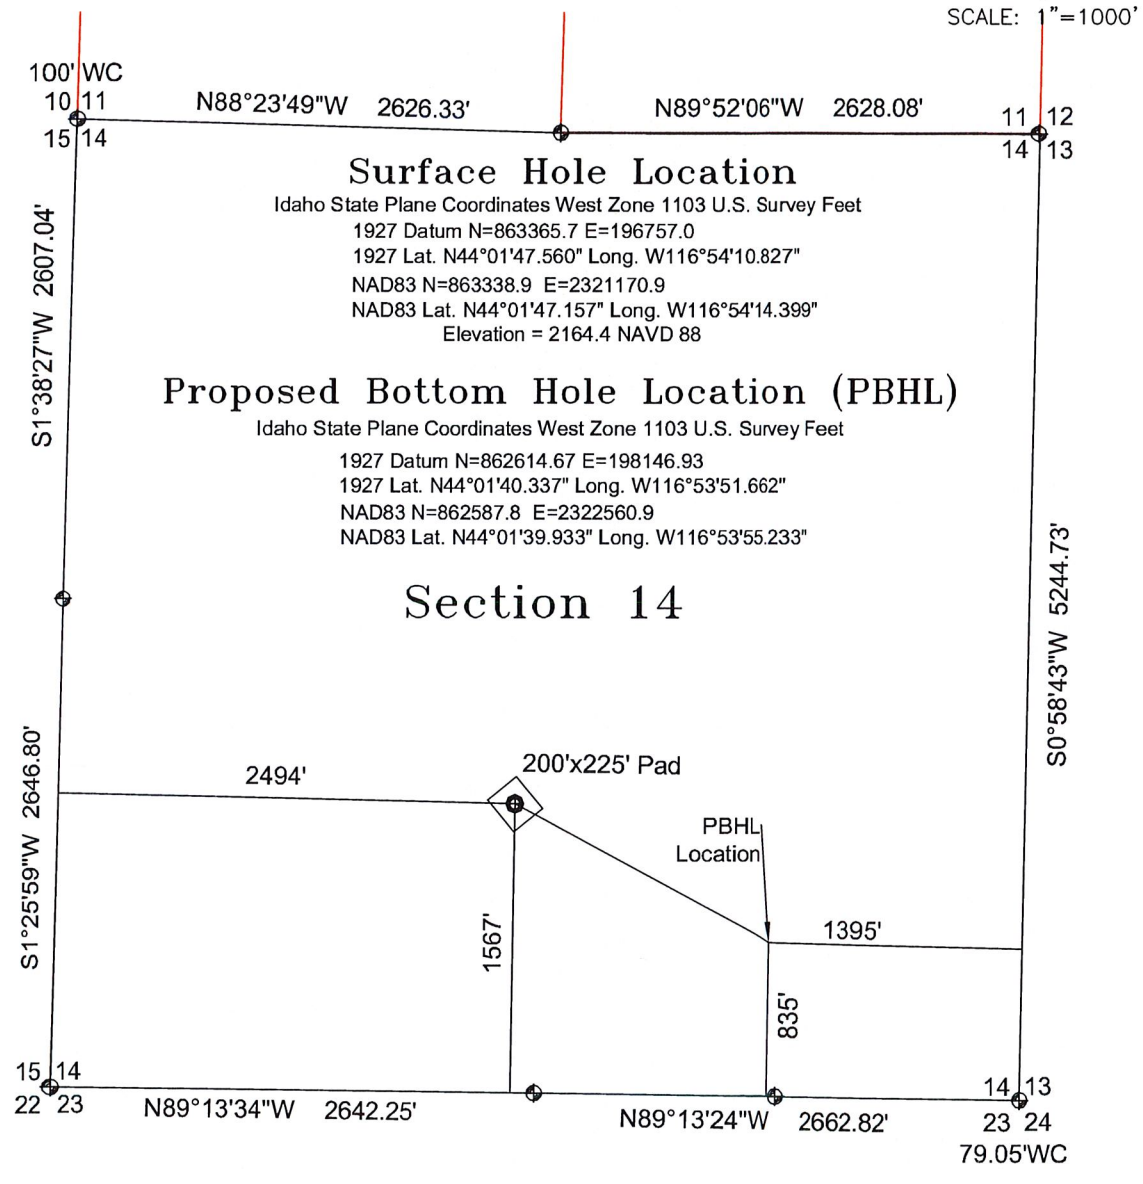 SCALE: 1"=1000'
100' WC
10 11
15 14
N88°23'49"W 2626.33'
N89°52'06"W 2628.08'
11 12
14 13
Surface Hole Location
Idaho State Plane Coordinates West Zone 1103 U.S. Survey Feet
1927 Datum N=863365.7 E=196757.0
1927 Lat. N44°01'47.560" Long. W116°54'10.827"
NAD83 N=863338.9 E=2321170.9
NAD83 Lat. N44°01'47.157" Long. W116°54'14.399"
Elevation = 2164.4 NAVD 88
S1°38'27"W 2607.04'
Proposed Bottom Hole Location (PBHL)
Idaho State Plane Coordinates West Zone 1103 U.S. Survey Feet
1927 Datum N=862614.67 E=198146.93
1927 Lat. N44°01'40.337" Long. W116°53'51.662"
NAD83 N=862587.8 E=2322560.9
NAD83 Lat. N44°01'39.933" Long. W116°53'55.233"
Section 14
S0°58'43"W 5244.73'
S1°25'59"W 2646.80'
2494'
200'x225' Pad
PBHL
Location
1567'
1395'
835'
15 14
22 23
N89°13'34"W 2642.25'
N89°13'24"W 2662.82'
14 13
23 24
79.05'WC